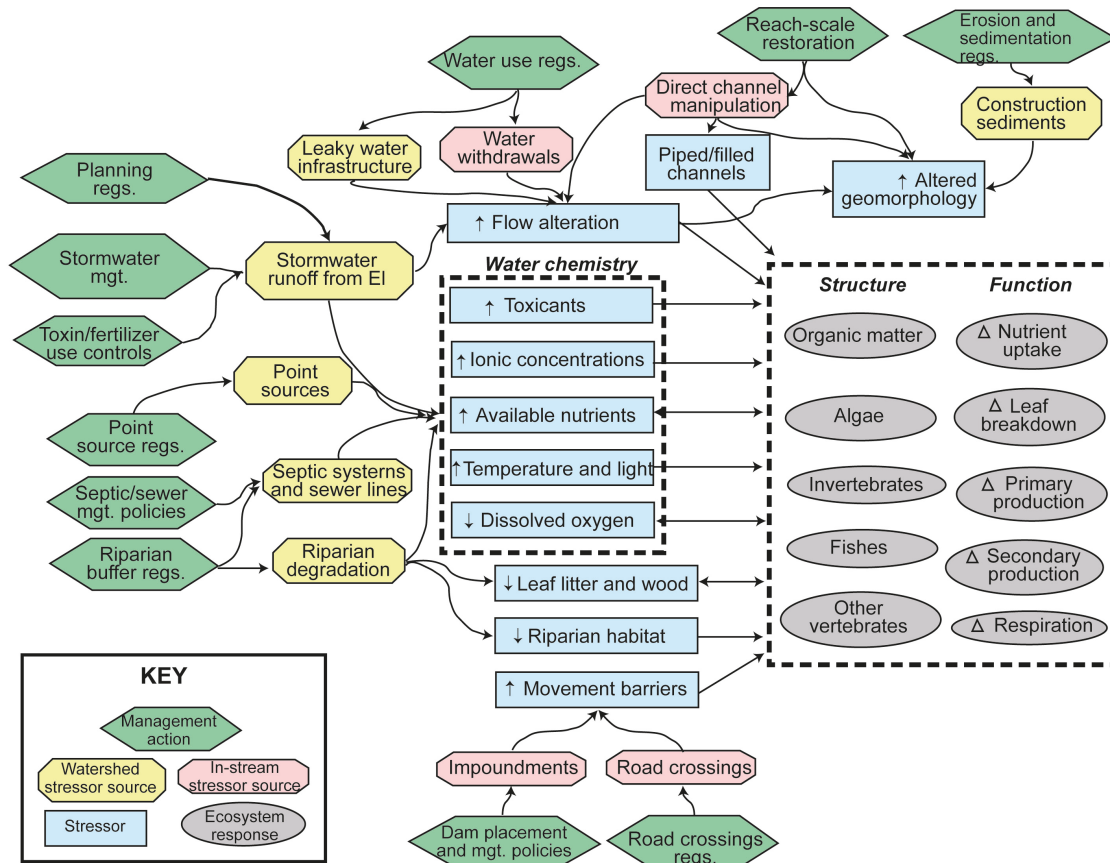 Reach-scale
restoration
Erosion and
sedimentation
regs.
Water use regs.
Direct channel
manipulation
Construction
sediments
Leaky water
infrastructure
Water
withdrawals
Piped/filled
channels
↑ Altered
geomorphology
Planning
regs.
↑ Flow alteration
Stormwater
mgt.
Stormwater
runoff from EI
Toxin/fertilizer
use controls
Water chemistry
↑ Toxicants
↑ Ionic concentrations
↑ Available nutrients
↑ Temperature and light
↓ Dissolved oxygen
Point
sources
Point
source regs.
Septic systems
and sewer lines
Septic/sewer
mgt. policies
Riparian
buffer regs.
Riparian
degradation
↓ Leaf litter and wood
↓ Riparian habitat
↑ Movement barriers
Structure
Function
Organic matter
Δ Nutrient
uptake
Algae
Δ Leaf
breakdown
Invertebrates
Δ Primary
production
Fishes
Δ Secondary
production
Other
vertebrates
Δ Respiration
Impoundments
Road crossings
Dam placement
and mgt. policies
Road crossings
regs.
KEY
Management
action
Watershed
stressor source
In-stream
stressor source
Stressor
Ecosystem
response